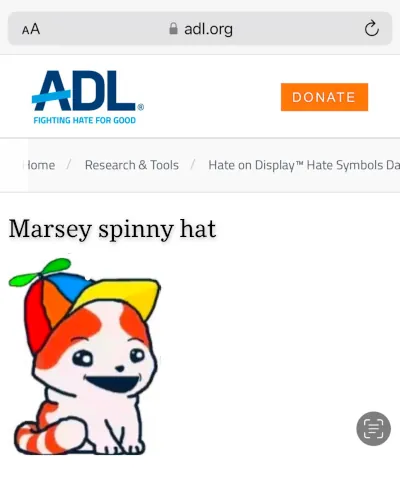 AA adl.org
ADL®
FIGHTING HATE FOR GOOD
DONATE
Home / Research & Tools / Hate on Display™ Hate Symbols Da
Marsey spinny hat